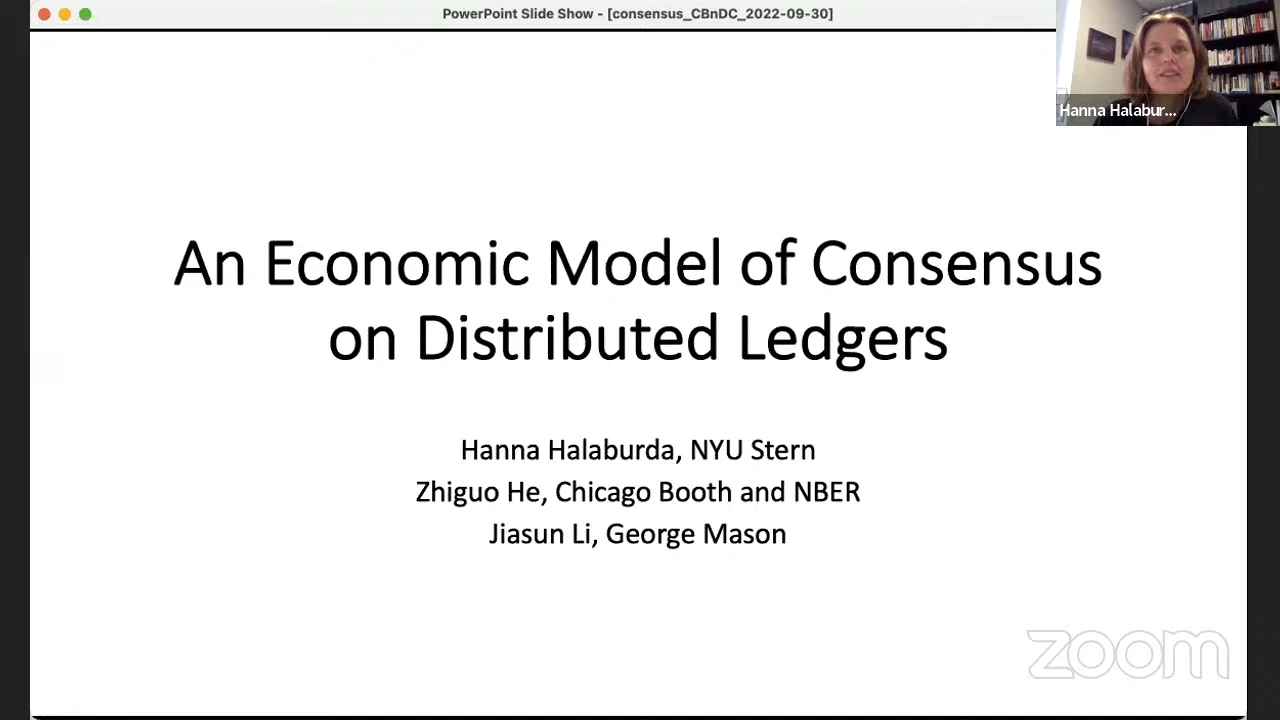 PowerPoint Slide Show - [consensus_CBnDC_2022-09-30]
Hanna Halabur...
An Economic Model of Consensus
on Distributed Ledgers
Hanna Halaburda, NYU Stern
Zhiguo He, Chicago Booth and NBER
Jiasun Li, George Mason
zoom